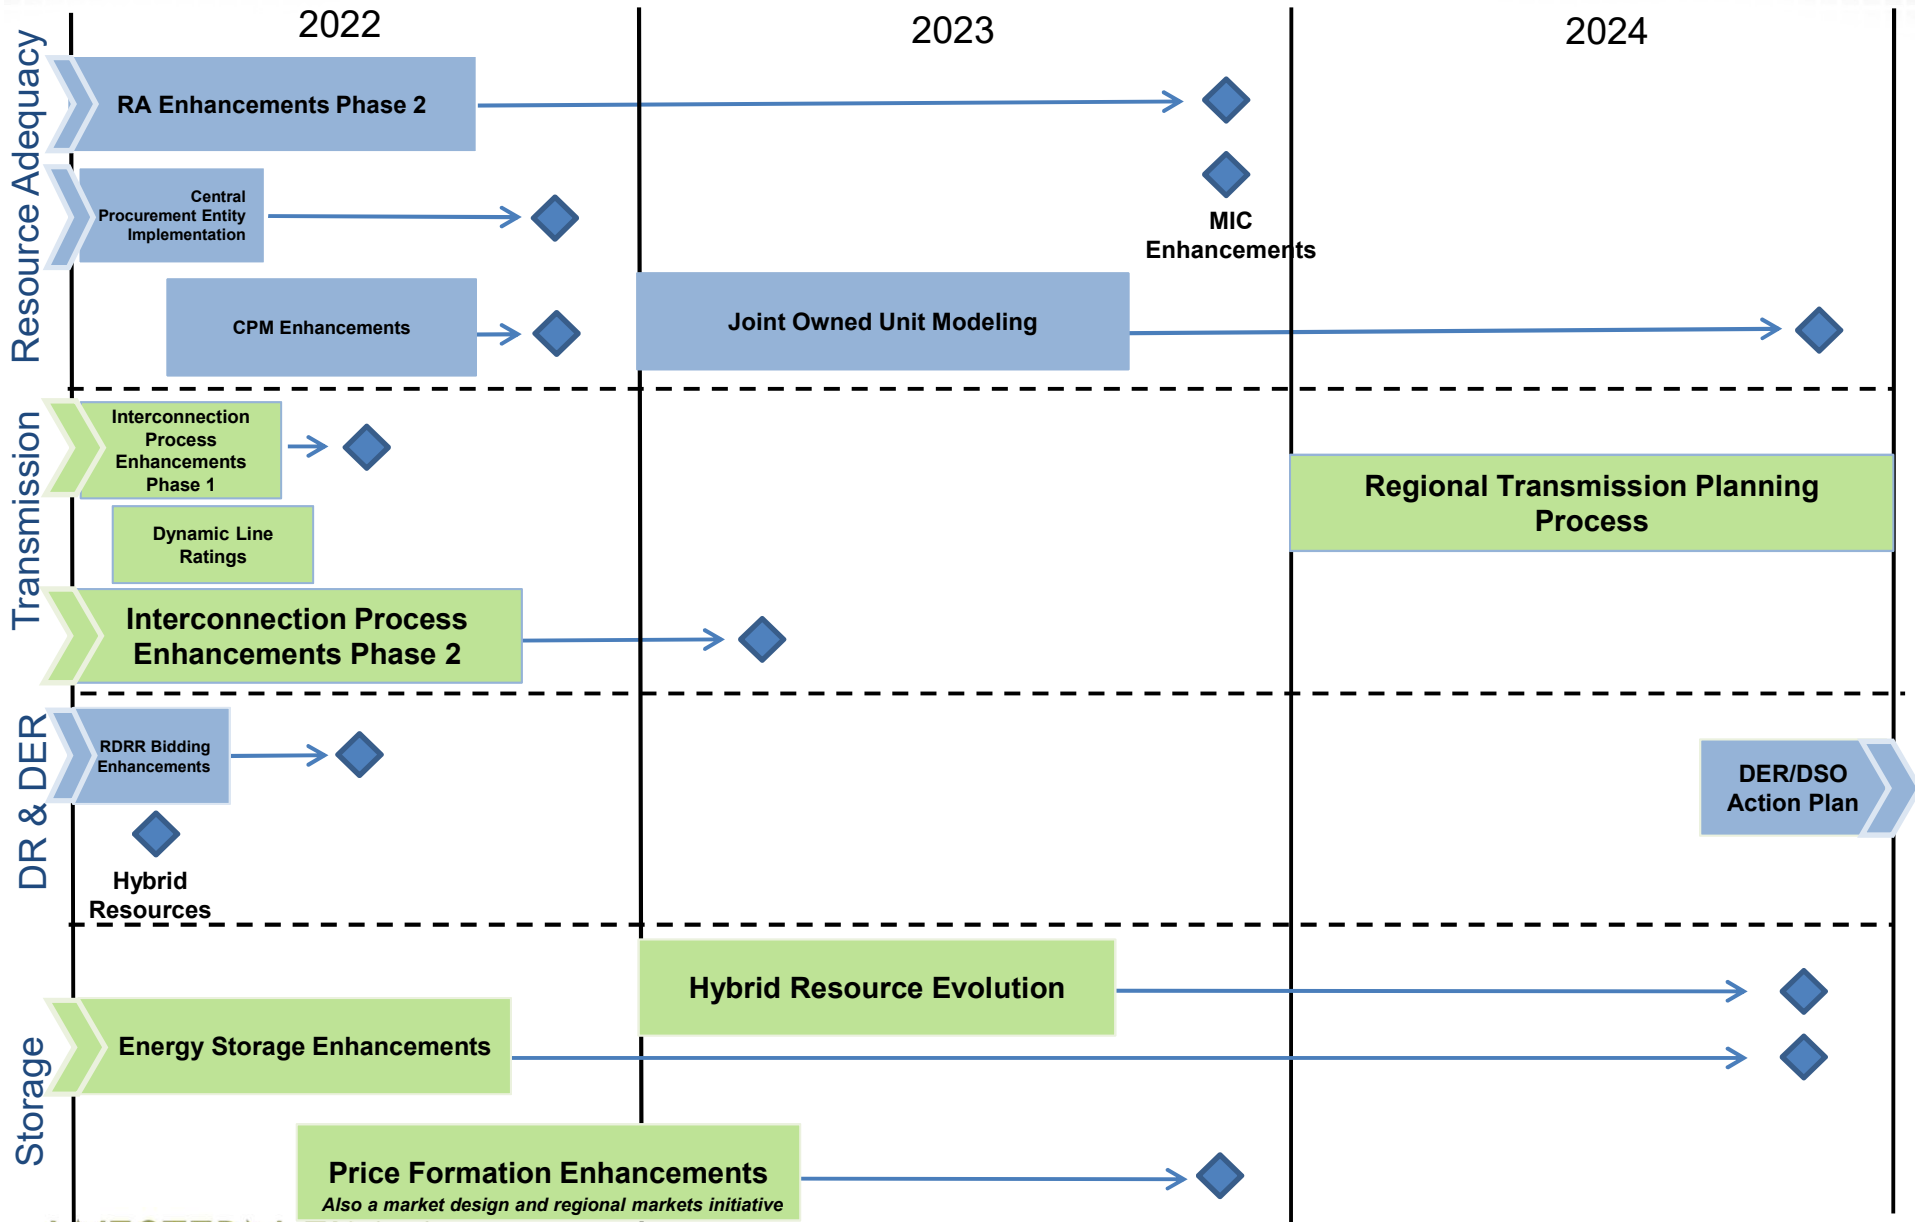 2022
2023
2024
Resource Adequacy
RA Enhancements Phase 2
Central
Procurement Entity
Implementation
MIC
Enhancements
CPM Enhancements
Joint Owned Unit Modeling
Transmission
Interconnection
Process
Enhancements
Phase 1
Dynamic Line
Ratings
Regional Transmission Planning
Process
Interconnection Process
Enhancements Phase 2
DR & DER
RDRR Bidding
Enhancements
Hybrid
Resources
DER/DSO
Action Plan
Storage
Hybrid Resource Evolution
Energy Storage Enhancements
Price Formation Enhancements
Also a market design and regional markets initiative